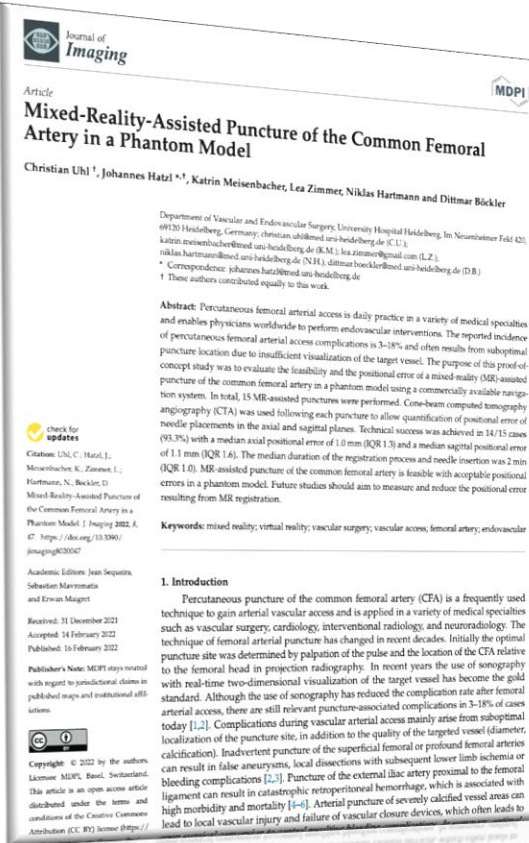 Journal of
Imaging
MDPI
Article
Mixed-Reality-Assisted Puncture of the Common Femoral
Artery in a Phantom Model
Christian Uhl †, Johannes Hatzl *,†, Katrin Meisenbacher, Lea Zimmer, Niklas Hartmann and Dittmar Böckler
Department of Vascular and Endovascular Surgery, University Hospital Heidelberg, Im Neuenheimer Feld 420,
69120 Heidelberg, Germany; christian.uhl@med.uni-heidelberg.de (C.U.);
katrin.meisenbacher@med.uni-heidelberg.de (K.M.); lea.zimmer@gmail.com (L.Z.);
niklas.hartmann@med.uni-heidelberg.de (N.H.); dittmar.boeckler@med.uni-heidelberg.de (D.B.)
* Correspondence: johannes.hatzl@med.uni-heidelberg.de
† These authors contributed equally to this work.
Abstract: Percutaneous femoral arterial access is daily practice in a variety of medical specialties
and enables physicians worldwide to perform endovascular interventions. The reported incidence
of percutaneous femoral arterial access complications is 3–18% and often results from suboptimal
puncture location due to insufficient visualization of the target vessel. The purpose of this proof-of-
concept study was to evaluate the feasibility and the positional error of a mixed-reality (MR)-assisted
puncture of the common femoral artery in a phantom model using a commercially available naviga-
tion system. In total, 15 MR-assisted punctures were performed. Cone-beam computed tomography
angiography (CTA) was used following each puncture to allow quantification of positional error of
needle placements in the axial and sagittal planes. Technical success was achieved in 14/15 cases
(93.3%) with a median axial positional error of 1.0 mm (IQR 1.3) and a median sagittal positional error
of 1.1 mm (IQR 1.6). The median duration of the registration process and needle insertion was 2 min
(IQR 1.0). MR-assisted puncture of the common femoral artery is feasible with acceptable positional
errors in a phantom model. Future studies should aim to measure and reduce the positional error
resulting from MR registration.
Keywords: mixed reality; virtual reality; vascular surgery; vascular access; femoral artery; endovascular
check for
updates
Citation: Uhl, C.; Hatzl, J.;
Meisenbacher, K.; Zimmer, L.;
Hartmann, N.; Böckler, D.
Mixed-Reality-Assisted Puncture of
the Common Femoral Artery in a
Phantom Model. J. Imaging 2022, 8,
47. https://doi.org/10.3390/
jimaging8020047
Academic Editors: Jean Sequeira,
Sébastien Mavromatis
and Erwan Maigret
Received: 31 December 2021
Accepted: 14 February 2022
Published: 16 February 2022
Publisher's Note: MDPI stays neutral
with regard to jurisdictional claims in
published maps and institutional affil-
iations.
Copyright: © 2022 by the authors.
Licensee MDPI, Basel, Switzerland.
This article is an open access article
distributed under the terms and
conditions of the Creative Commons
Attribution (CC BY) license (https://
1. Introduction
Percutaneous puncture of the common femoral artery (CFA) is a frequently used
technique to gain arterial vascular access and is applied in a variety of medical specialties
such as vascular surgery, cardiology, interventional radiology, and neuroradiology. The
technique of femoral arterial puncture has changed in recent decades. Initially the optimal
puncture site was determined by palpation of the pulse and the location of the CFA relative
to the femoral head in projection radiography. In recent years the use of sonography
with real-time two-dimensional visualization of the target vessel has become the gold
standard. Although the use of sonography has reduced the complication rate after femoral
arterial access, there are still relevant puncture-associated complications in 3–18% of cases
today [1,2]. Complications during vascular arterial access mainly arise from suboptimal
localization of the puncture site, in addition to the quality of the targeted vessel (diameter,
calcification). Inadvertent puncture of the superficial femoral or profound femoral arteries
can result in false aneurysms, local dissections with subsequent lower limb ischemia or
bleeding complications [2,3]. Puncture of the external iliac artery proximal to the femoral
ligament can result in catastrophic retroperitoneal hemorrhage, which is associated with
high morbidity and mortality [4–6]. Arterial puncture of severely calcified vessel areas can
lead to local vascular injury and failure of vascular closure devices, which often leads to